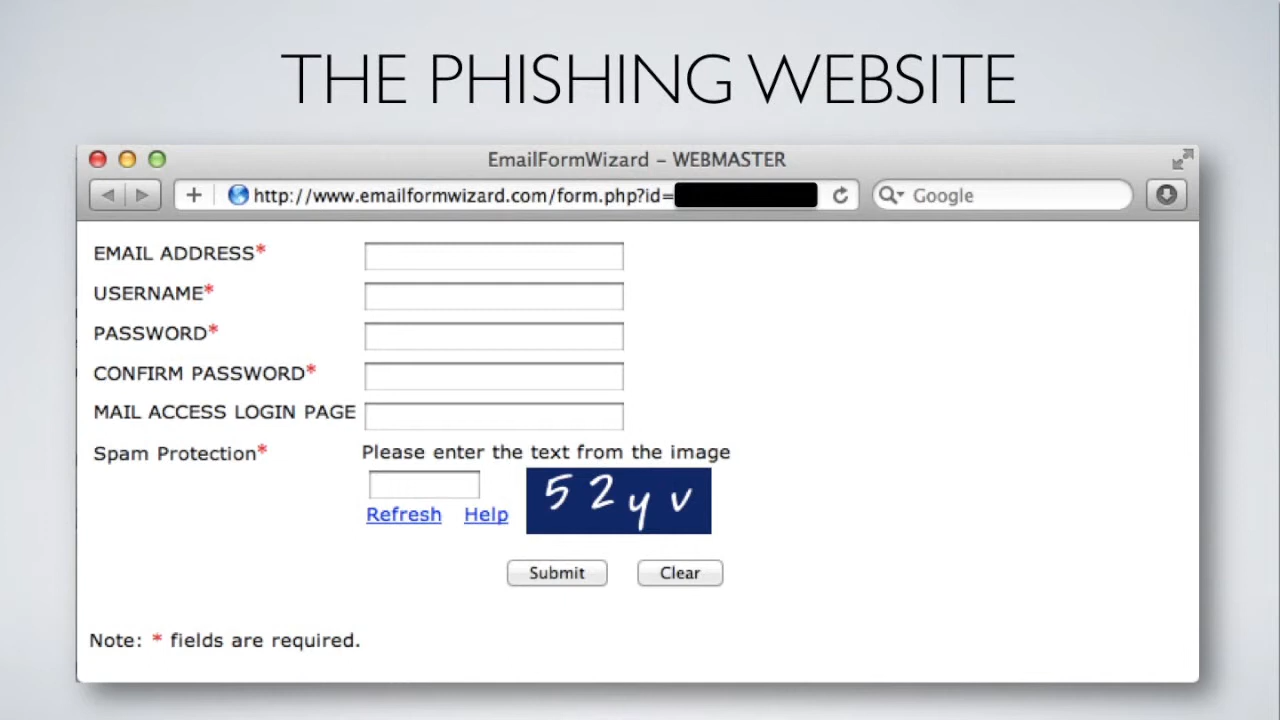 THE PHISHING WEBSITE
EmailFormWizard – WEBMASTER
http://www.emailformwizard.com/form.php?id=
Google
EMAIL ADDRESS*
USERNAME*
PASSWORD*
CONFIRM PASSWORD*
MAIL ACCESS LOGIN PAGE
Spam Protection*
Please enter the text from the image
52yv
Refresh Help
Submit Clear
Note: * fields are required.